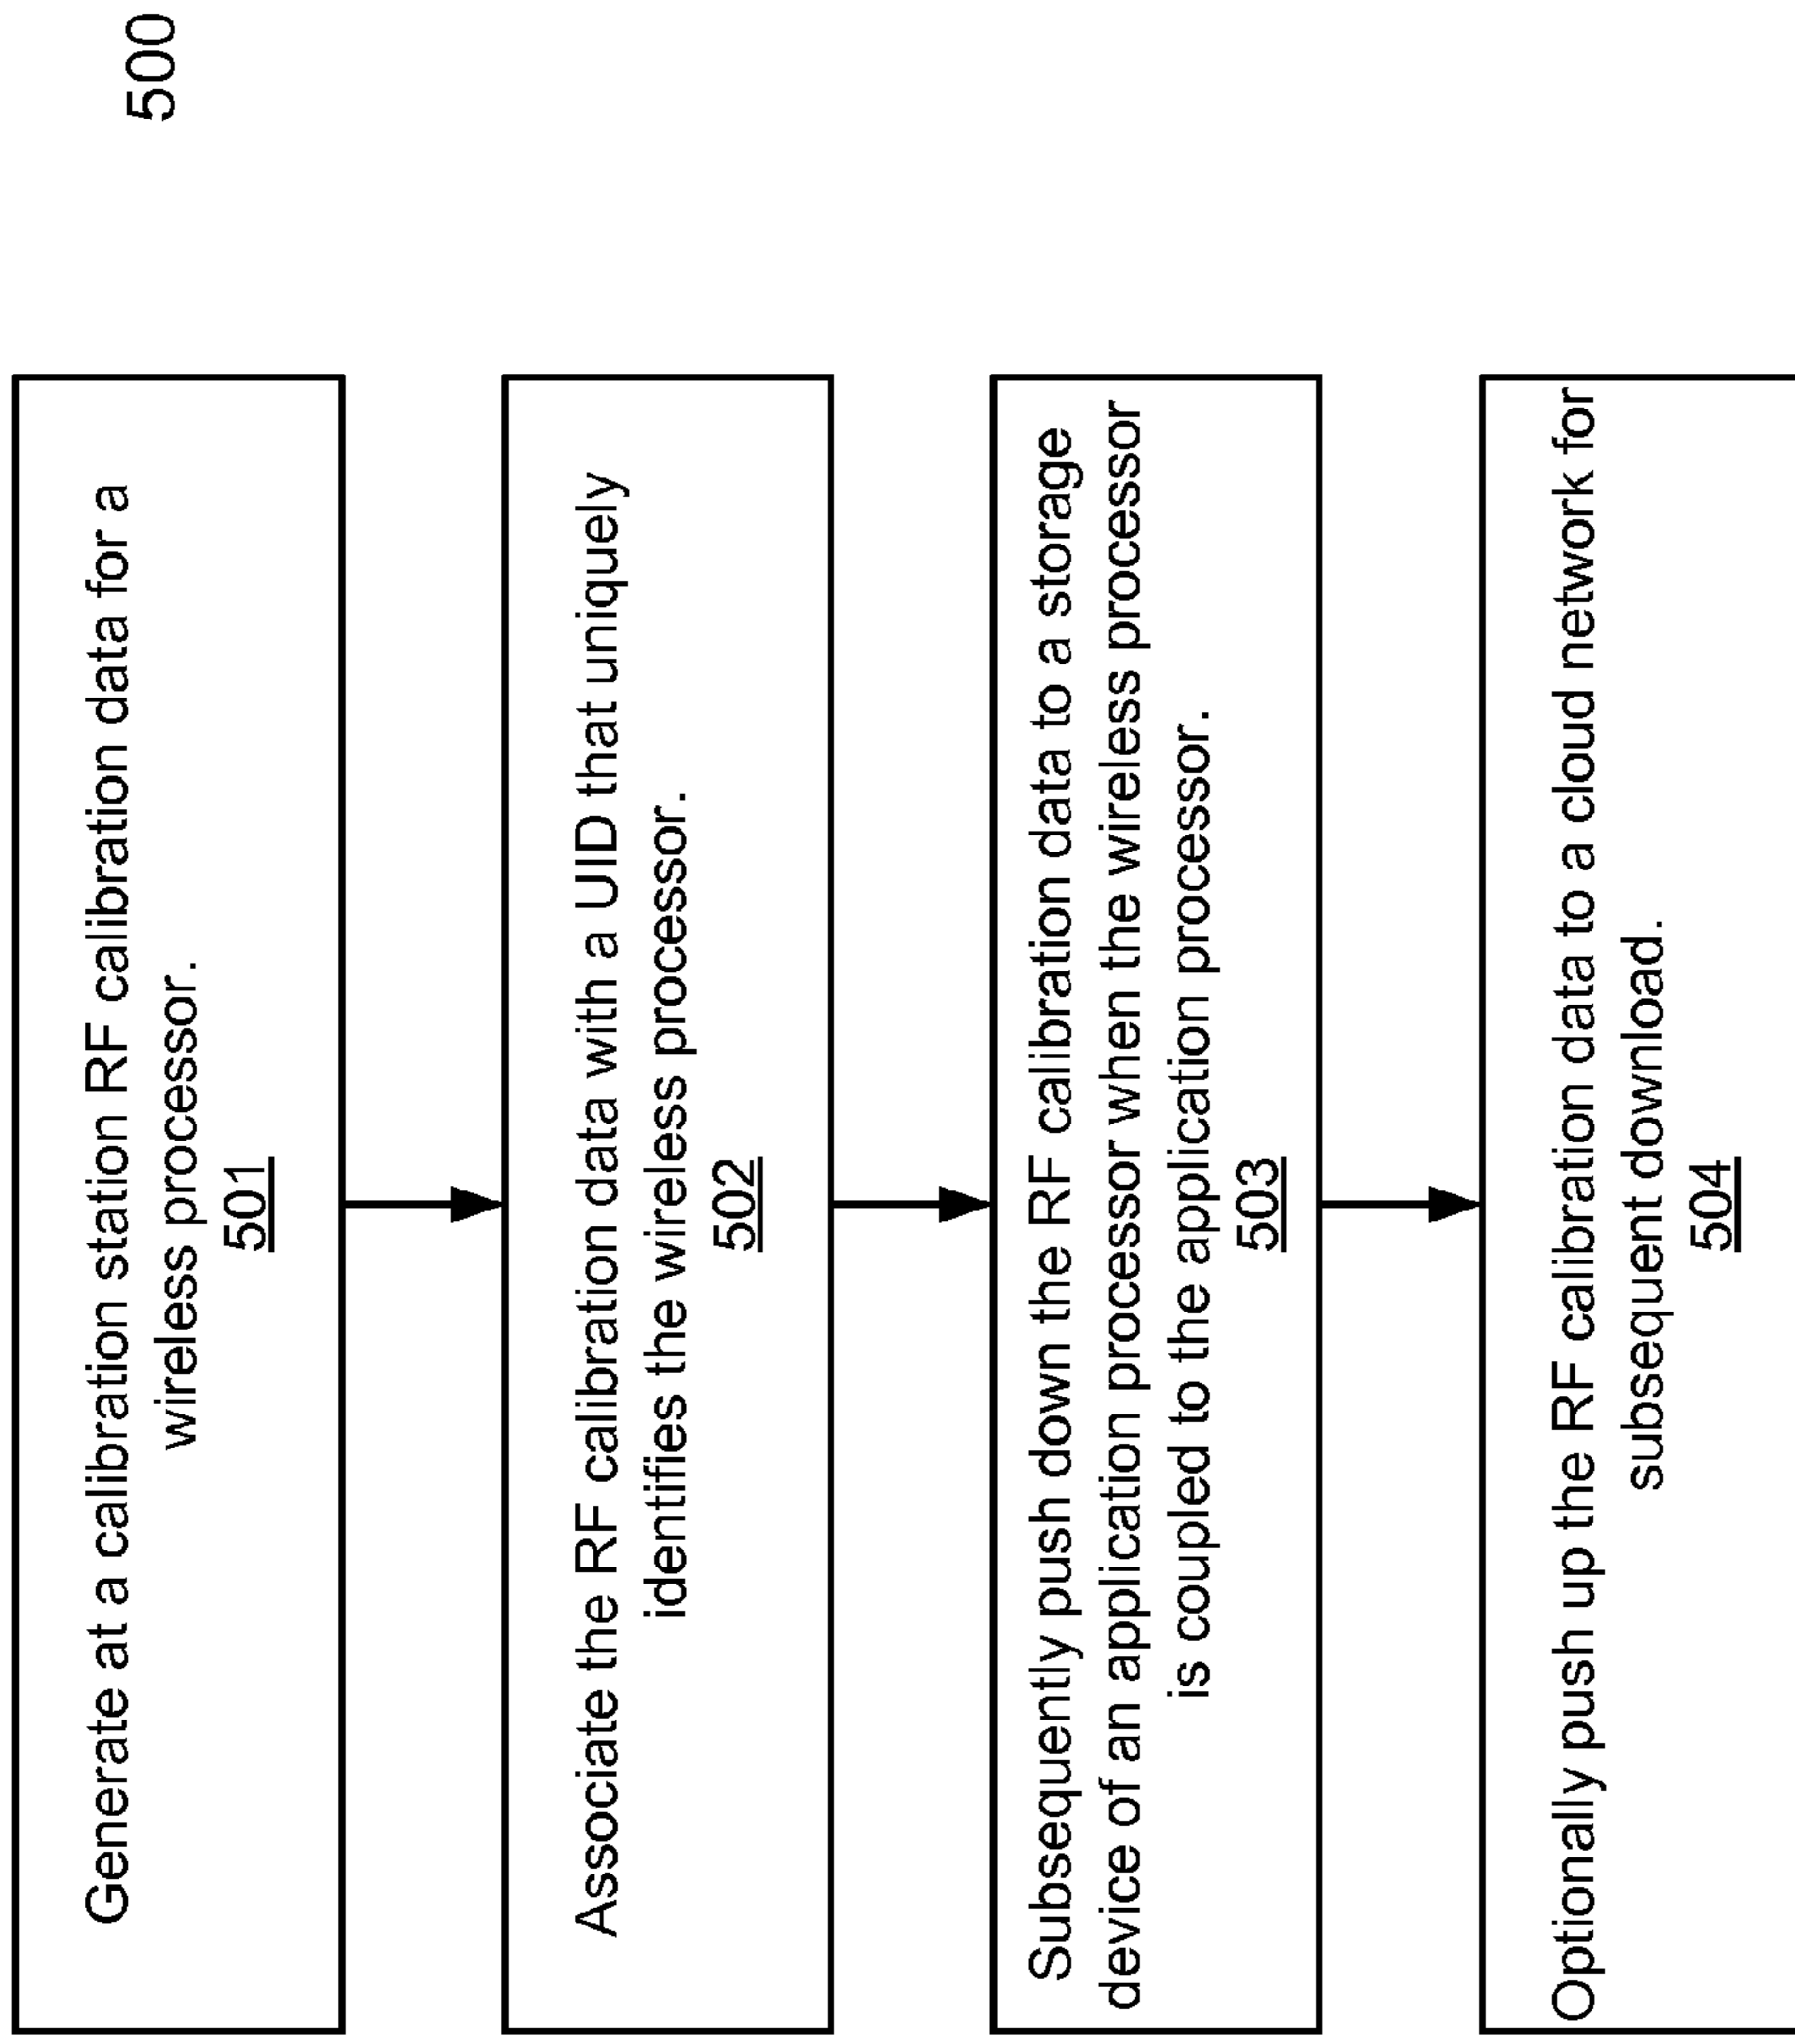 500
Generate at a calibration station RF calibration data for a
wireless processor.
501
Associate the RF calibration data with a UID that uniquely
identifies the wireless processor.
502
Subsequently push down the RF calibration data to a storage
device of an application processor when the wireless processor
is coupled to the application processor.
503
Optionally push up the RF calibration data to a cloud network for
subsequent download.
504